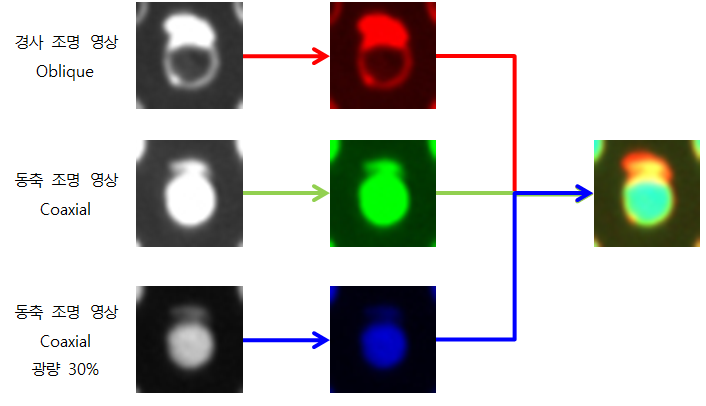 경사 조명 영상
Oblique
동축 조명 영상
Coaxial
동축 조명 영상
Coaxial
광량 30%